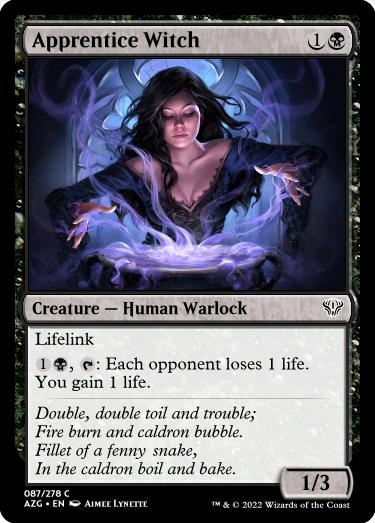 Apprentice Witch 1
Creature — Human Warlock
Lifelink
1 , : Each opponent loses 1 life.
You gain 1 life.
Double, double toil and trouble;
Fire burn and caldron bubble.
Fillet of a fenny snake,
In the caldron boil and bake.
1/3
087/278 C
AZG • EN Aimee Lynette
™ & © 2022 Wizards of the Coast